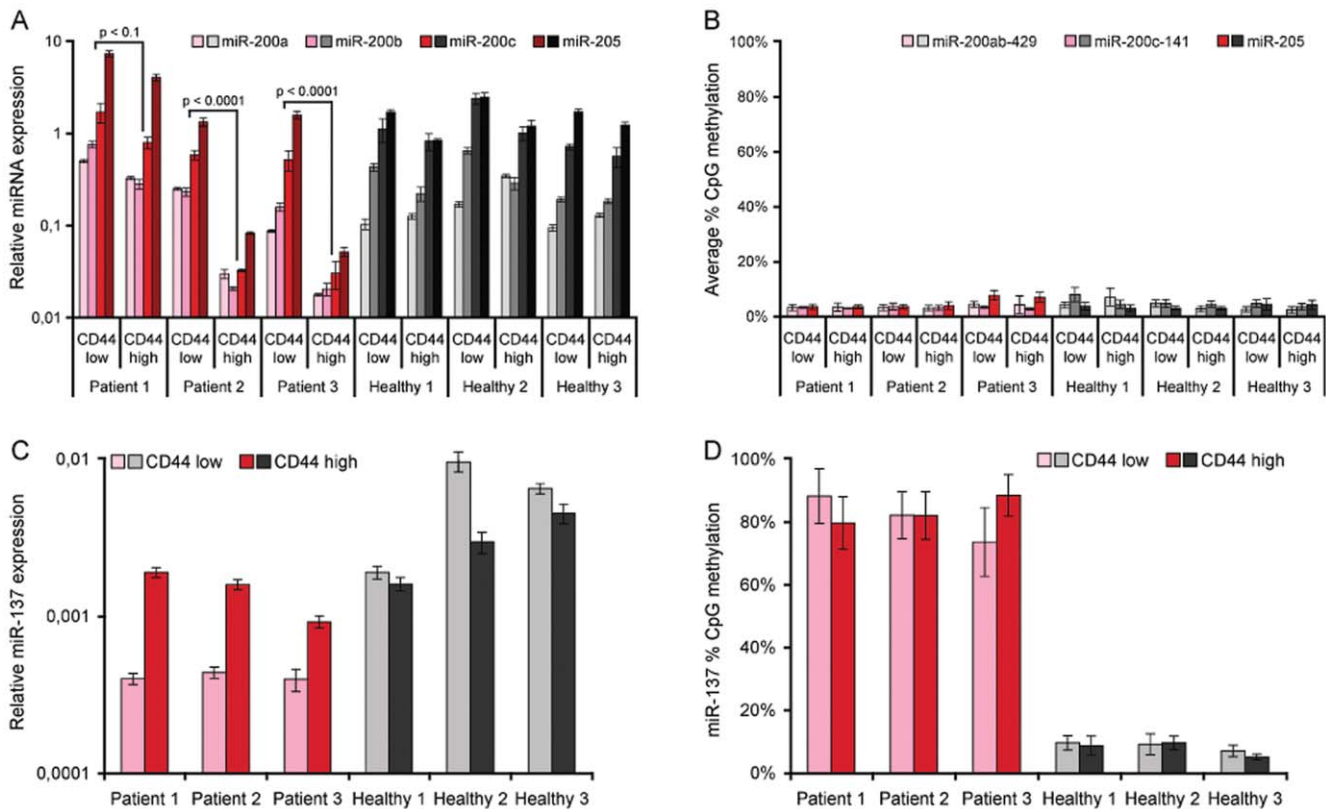 A
p < 0.1
miR-200a miR-200b miR-200c miR-205
p < 0.0001
p < 0.0001
Relative miRNA expression
10
1
0,1
0,01
CD44 low CD44 high CD44 low CD44 high CD44 low CD44 high CD44 low CD44 high CD44 low CD44 high CD44 low CD44 high
Patient 1 Patient 2 Patient 3 Healthy 1 Healthy 2 Healthy 3
B
miR-200ab-429 miR-200c-141 miR-205
Average % CpG methylation
100%
80%
60%
40%
20%
0%
CD44 low CD44 high CD44 low CD44 high CD44 low CD44 high CD44 low CD44 high CD44 low CD44 high CD44 low CD44 high
Patient 1 Patient 2 Patient 3 Healthy 1 Healthy 2 Healthy 3
C
CD44 low CD44 high
Relative miR-137 expression
0,01
0,001
0,0001
Patient 1 Patient 2 Patient 3 Healthy 1 Healthy 2 Healthy 3
D
CD44 low CD44 high
miR-137 % CpG methylation
100%
80%
60%
40%
20%
0%
Patient 1 Patient 2 Patient 3 Healthy 1 Healthy 2 Healthy 3